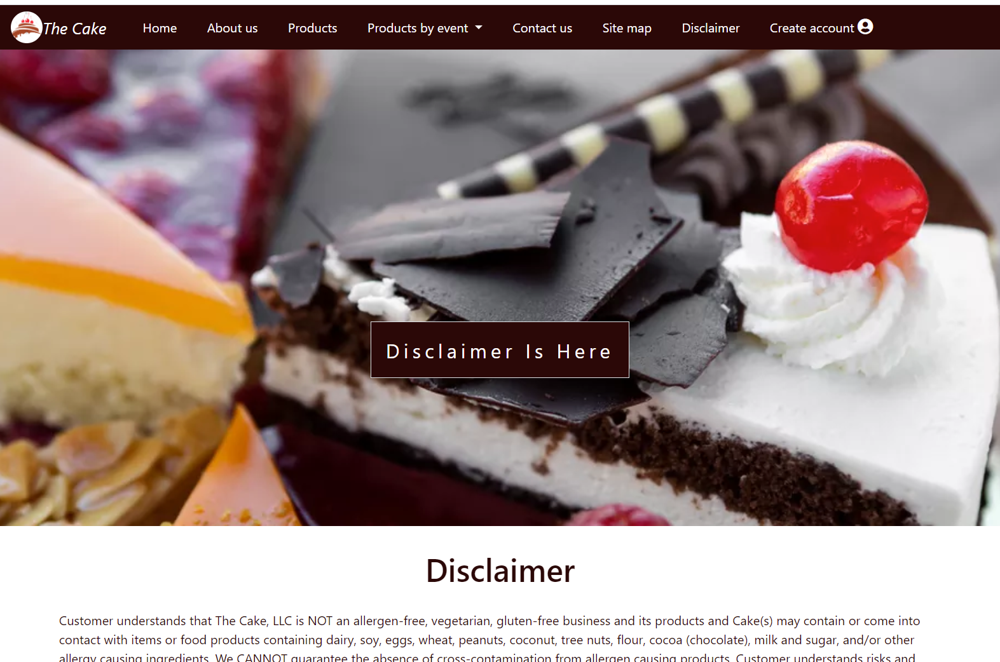 The Cake Home About us Products Products by event Contact us Site map Disclaimer Create account
Disclaimer Is Here
Disclaimer
Customer understands that The Cake, LLC is NOT an allergen-free, vegetarian, gluten-free business and its products and Cake(s) may contain or come into
contact with items or food products containing dairy, soy, eggs, wheat, peanuts, coconut, tree nuts, flour, cocoa (chocolate), milk and sugar, and/or other
allergy causing ingredients. We CANNOT guarantee the absence of cross-contamination from allergen causing products. Customer understands risks and